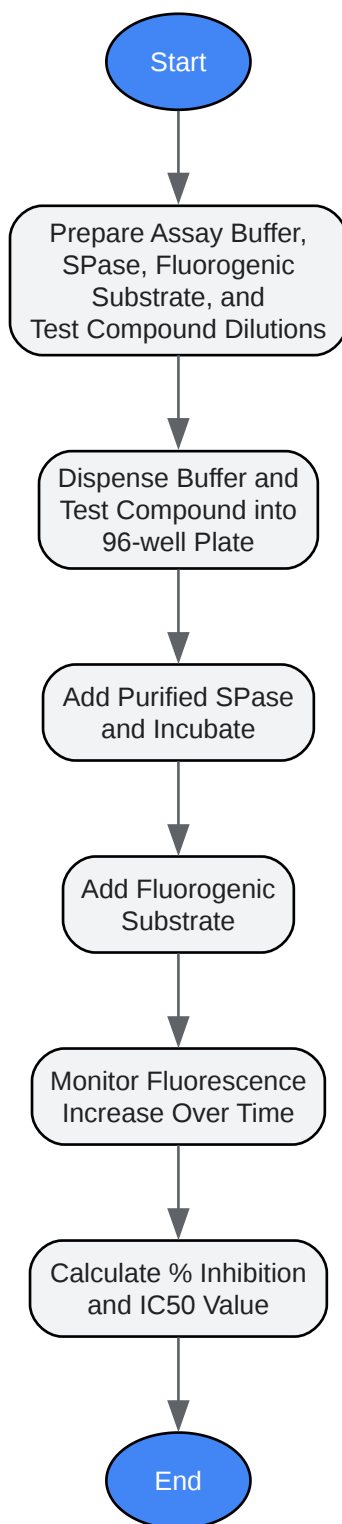 Start
Prepare Assay Buffer,
SPase, Fluorogenic
Substrate, and
Test Compound Dilutions
Dispense Buffer and
Test Compound into
96-well Plate
Add Purified SPase
and Incubate
Add Fluorogenic
Substrate
Monitor Fluorescence
Increase Over Time
Calculate % Inhibition
and IC50 Value
End